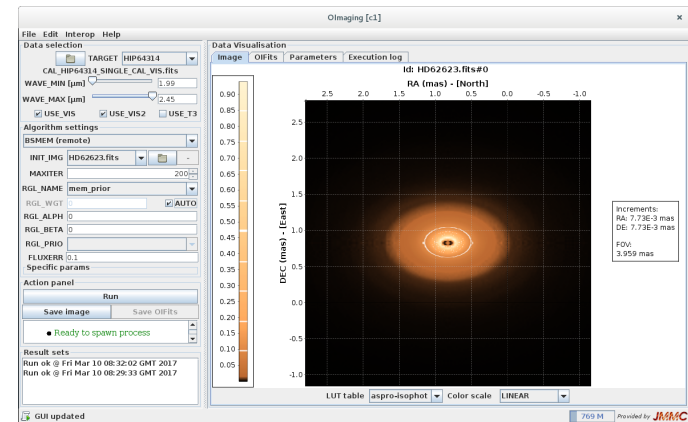 OImaging [c1]
File Edit Interop Help
Data selection
TARGET HIP64314
CAL_HIP64314_SINGLE_CAL_VIS.fits
WAVE_MIN [µm] 1.99
WAVE_MAX [µm] 2.45
USE_VIS USE_VIS2 USE_T3
Algorithm settings
BSMEM (remote)
INIT_IMG HD62623.fits -
MAXITER 200
RGL_NAME mem_prior
RGL_WGT 0 AUTO
RGL_ALPH 0
RGL_BETA 0
RGL_PRIO
FLUXERR 0.1
Specific params
Action panel
Run
Save image Save OIFits
Ready to spawn process
Result sets
Run ok @ Fri Mar 10 08:32:02 GMT 2017
Run ok @ Fri Mar 10 08:29:33 GMT 2017
GUI updated
Data Visualisation
Image OIFits Parameters Execution log
Id: HD62623.fits#0
RA (mas) - [North]
2.5 2.0 1.5 1.0 0.5 0.0 -0.5 -1.0
0.90
0.85
0.80
0.75
0.70
0.65
0.60
0.55
0.50
0.45
0.40
0.35
0.30
0.25
0.20
0.15
0.10
0.05
DEC (mas) - [East]
2.5
2.0
1.5
1.0
0.5
0.0
-0.5
-1.0
Increments:
RA: 7.73E-3 mas
DE: 7.73E-3 mas
FOV:
3.959 mas
LUT table aspro-isophot Color scale LINEAR
769 M Provided by JMMC